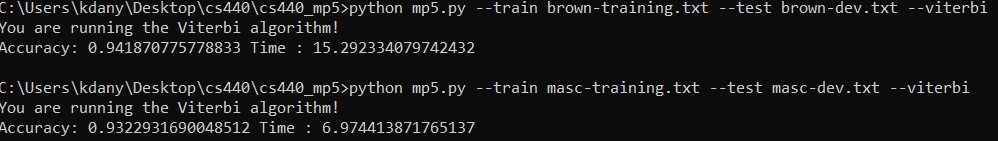 C:\Users\kdany\Desktop\cs440\cs440_mp5>python mp5.py --train brown-training.txt --test brown-dev.txt --viterbi
You are running the Viterbi algorithm!
Accuracy: 0.941870775778833 Time : 15.292334079742432
C:\Users\kdany\Desktop\cs440\cs440_mp5>python mp5.py --train masc-training.txt --test masc-dev.txt --viterbi
You are running the Viterbi algorithm!
Accuracy: 0.9322931690048512 Time : 6.974413871765137